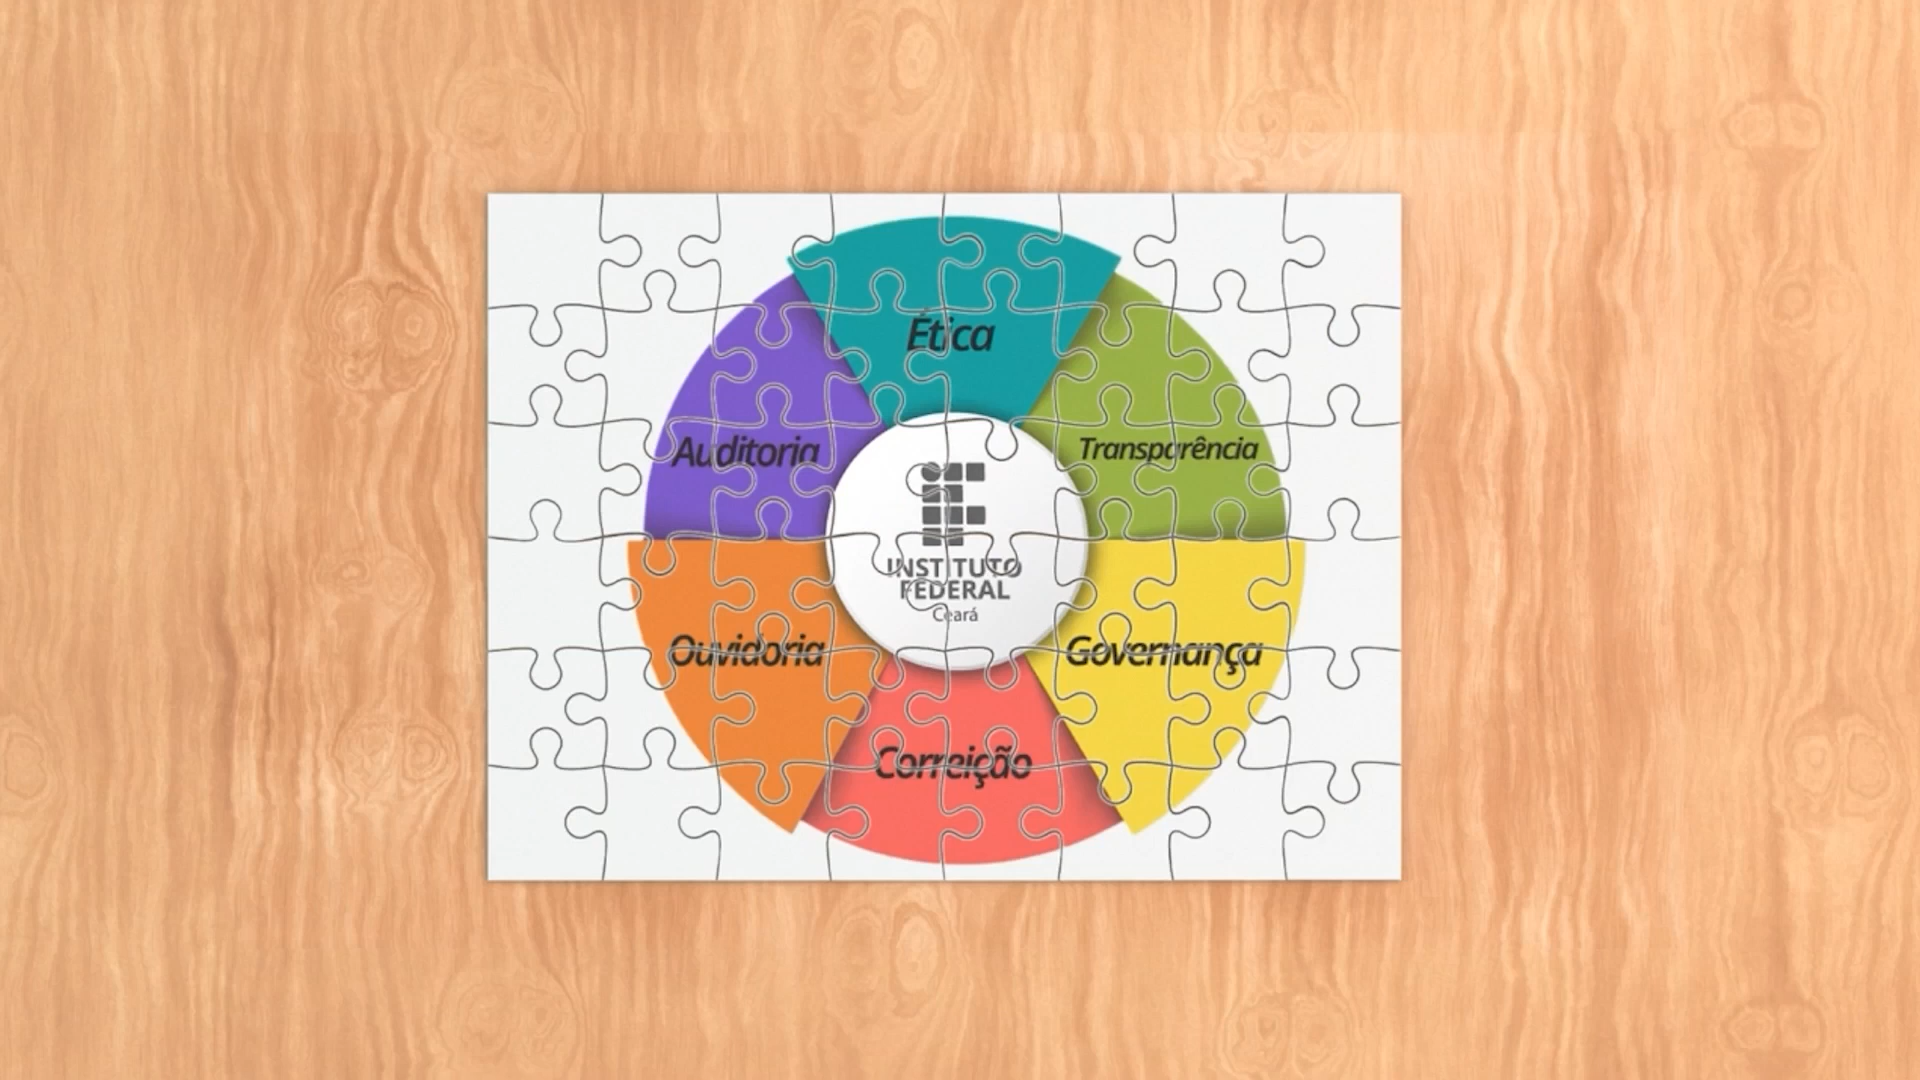 Ética
Auditoria
Transparência
INSTITUTO
FEDERAL
Ceará
Ouvidoria
Governança
Correição